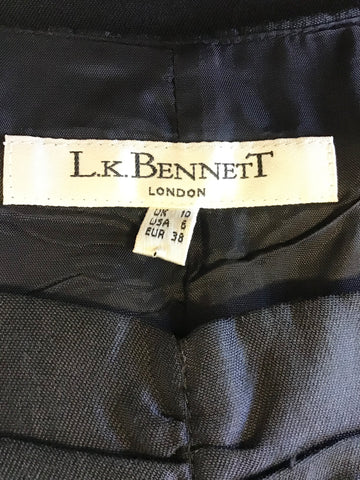 L.K.BENNETT
LONDON
UK 10
USA 6
EUR 38